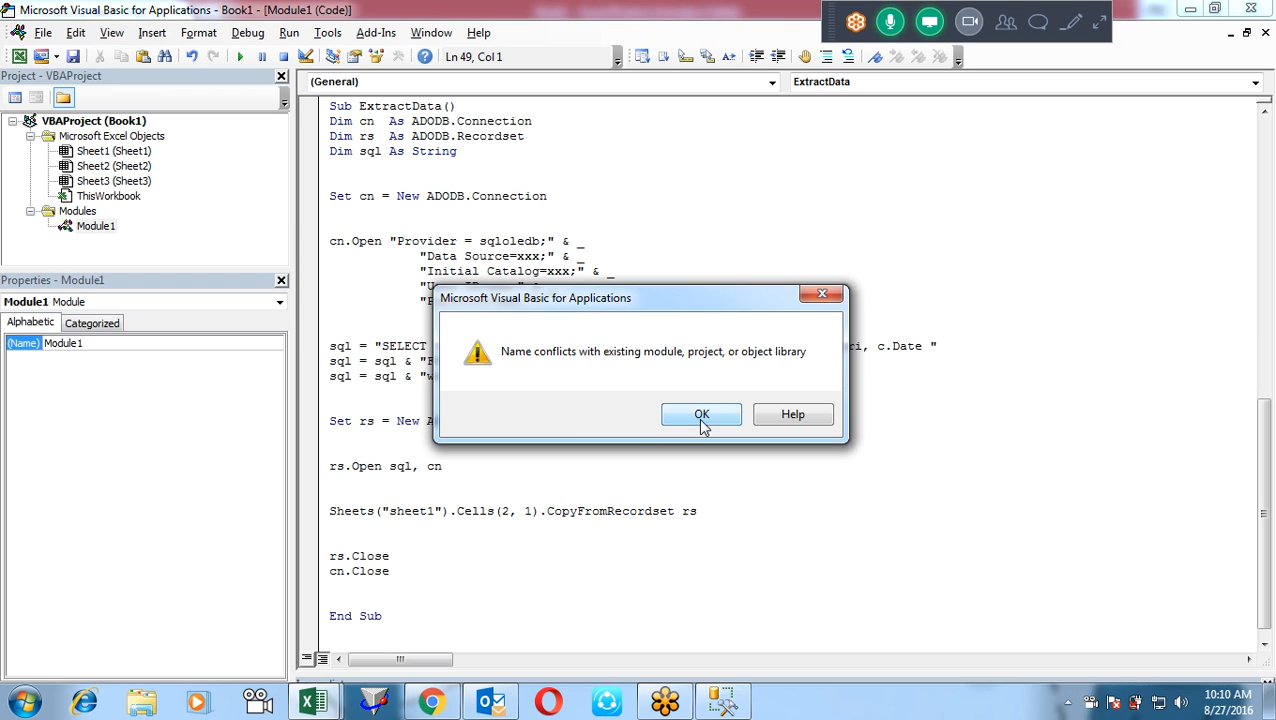 Microsoft Visual Basic for Applications - Book1 - [Module1 (Code)]
Edit View Insert Debug Run Tools Add Window Help
Ln 49, Col 1
Project - VBAProject
(General) ExtractData
VBAProject (Book1)
Microsoft Excel Objects
Sheet1 (Sheet1)
Sheet2 (Sheet2)
Sheet3 (Sheet3)
ThisWorkbook
Modules
Module1
Properties - Module1
Module1 Module
Alphabetic Categorized
(Name) Module1
Sub ExtractData()
Dim cn As ADODB.Connection
Dim rs As ADODB.Recordset
Dim sql As String
Set cn = New ADODB.Connection
cn.Open "Provider = sqloledb;" & _
"Data Source=xxx;" & _
"Initial Catalog=xxx;" & _
sql = "SELECT c.Date "
sql = sql &
sql = sql &
Set rs = New
rs.Open sql, cn
Sheets("sheet1").Cells(2, 1).CopyFromRecordset rs
rs.Close
cn.Close
End Sub
Microsoft Visual Basic for Applications
Name conflicts with existing module, project, or object library
OK Help
10:10 AM
8/27/2016